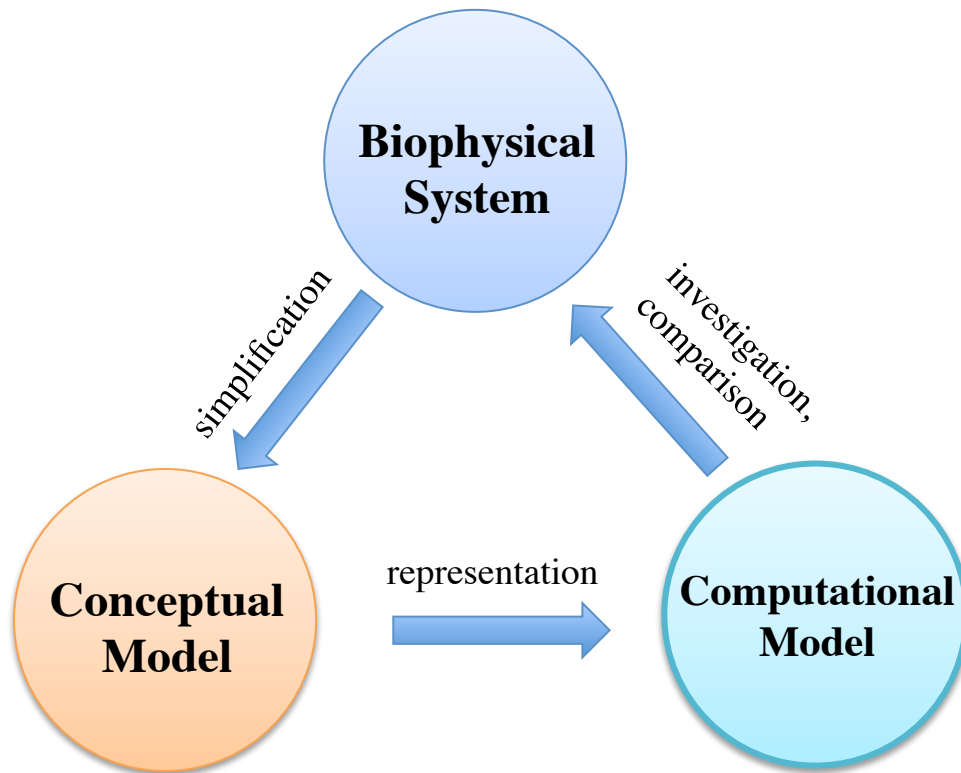 Biophysical
System
simplification
investigation,
comparison
representation
Conceptual
Model
Computational
Model